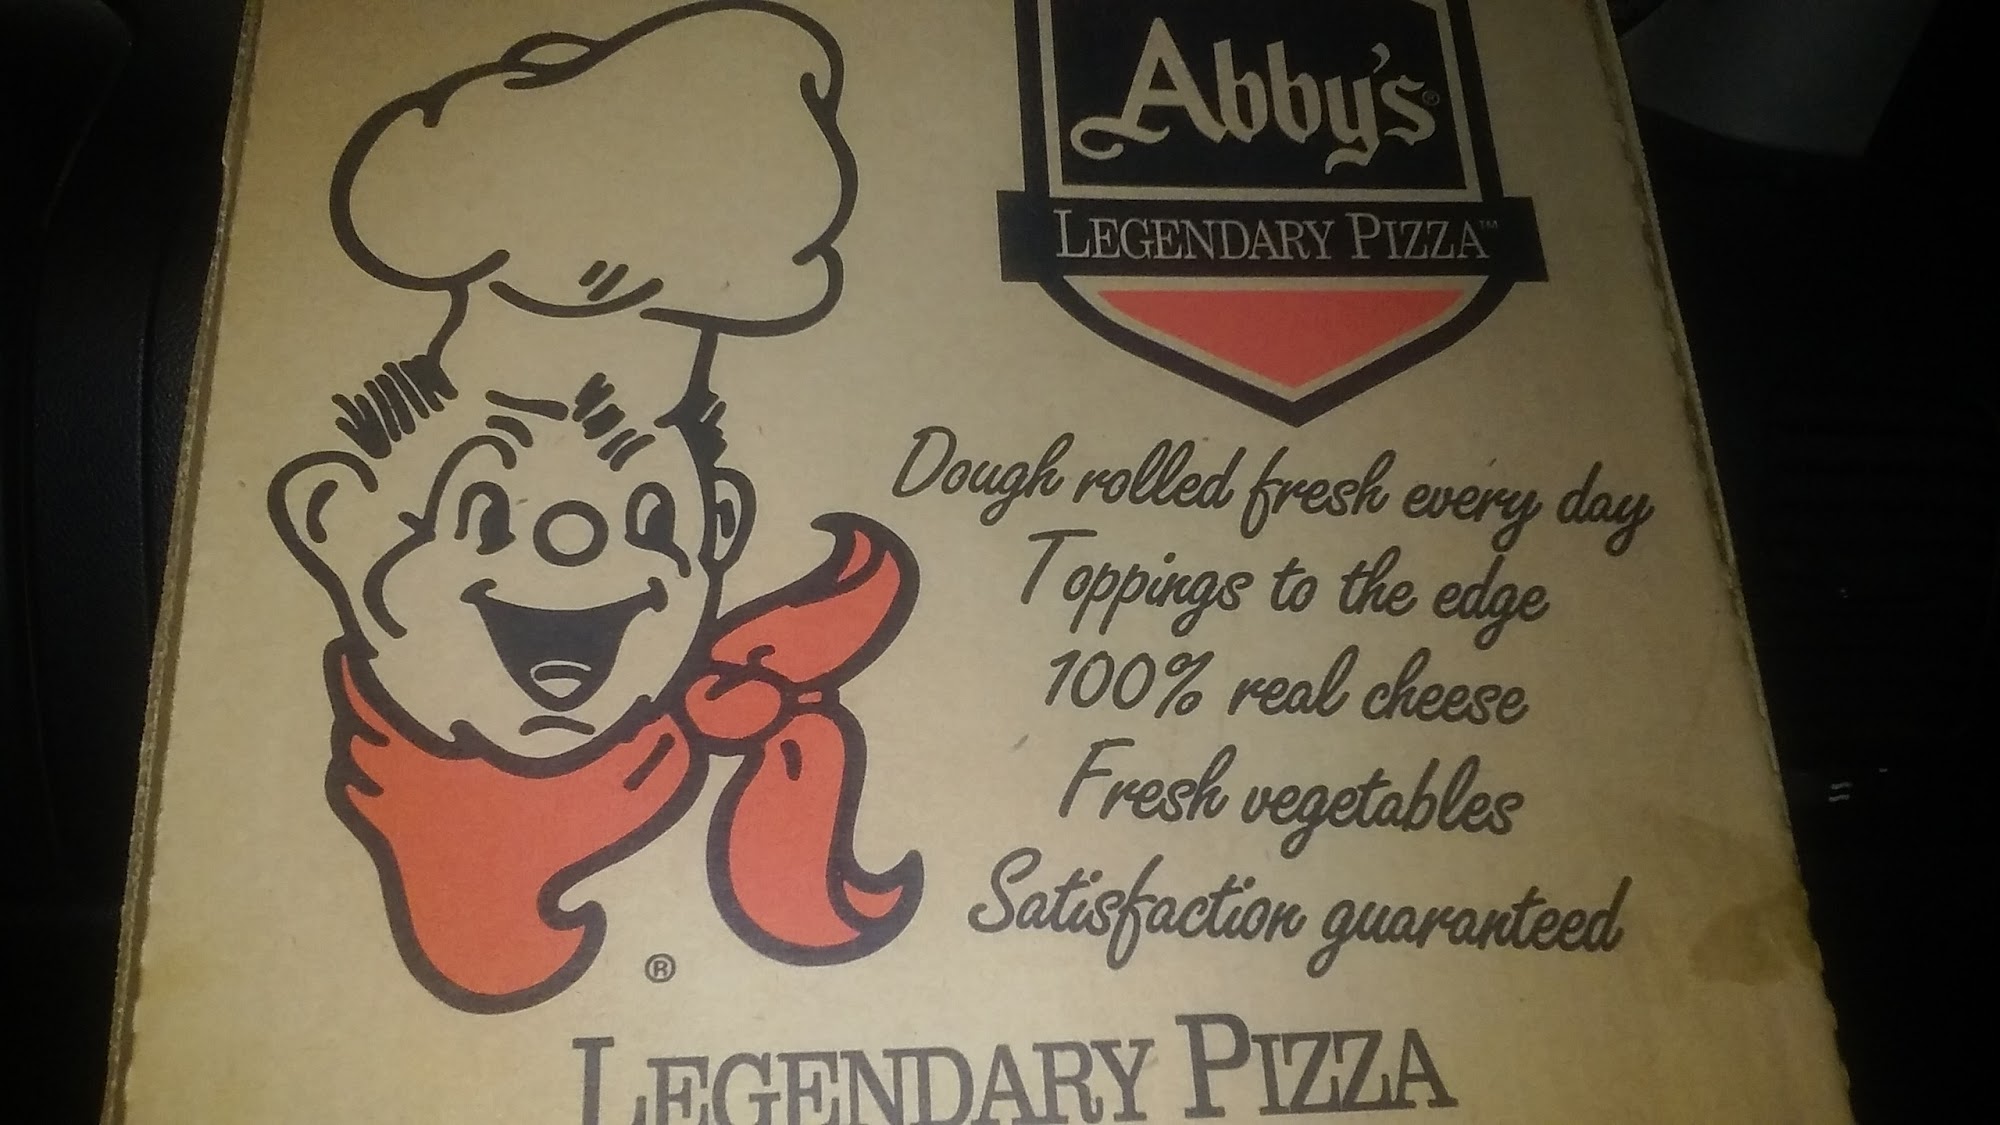 Abby's®
LEGENDARY PIZZA™
Dough rolled fresh every day
Toppings to the edge
100% real cheese
Fresh vegetables
Satisfaction guaranteed
®
LEGENDARY PIZZA